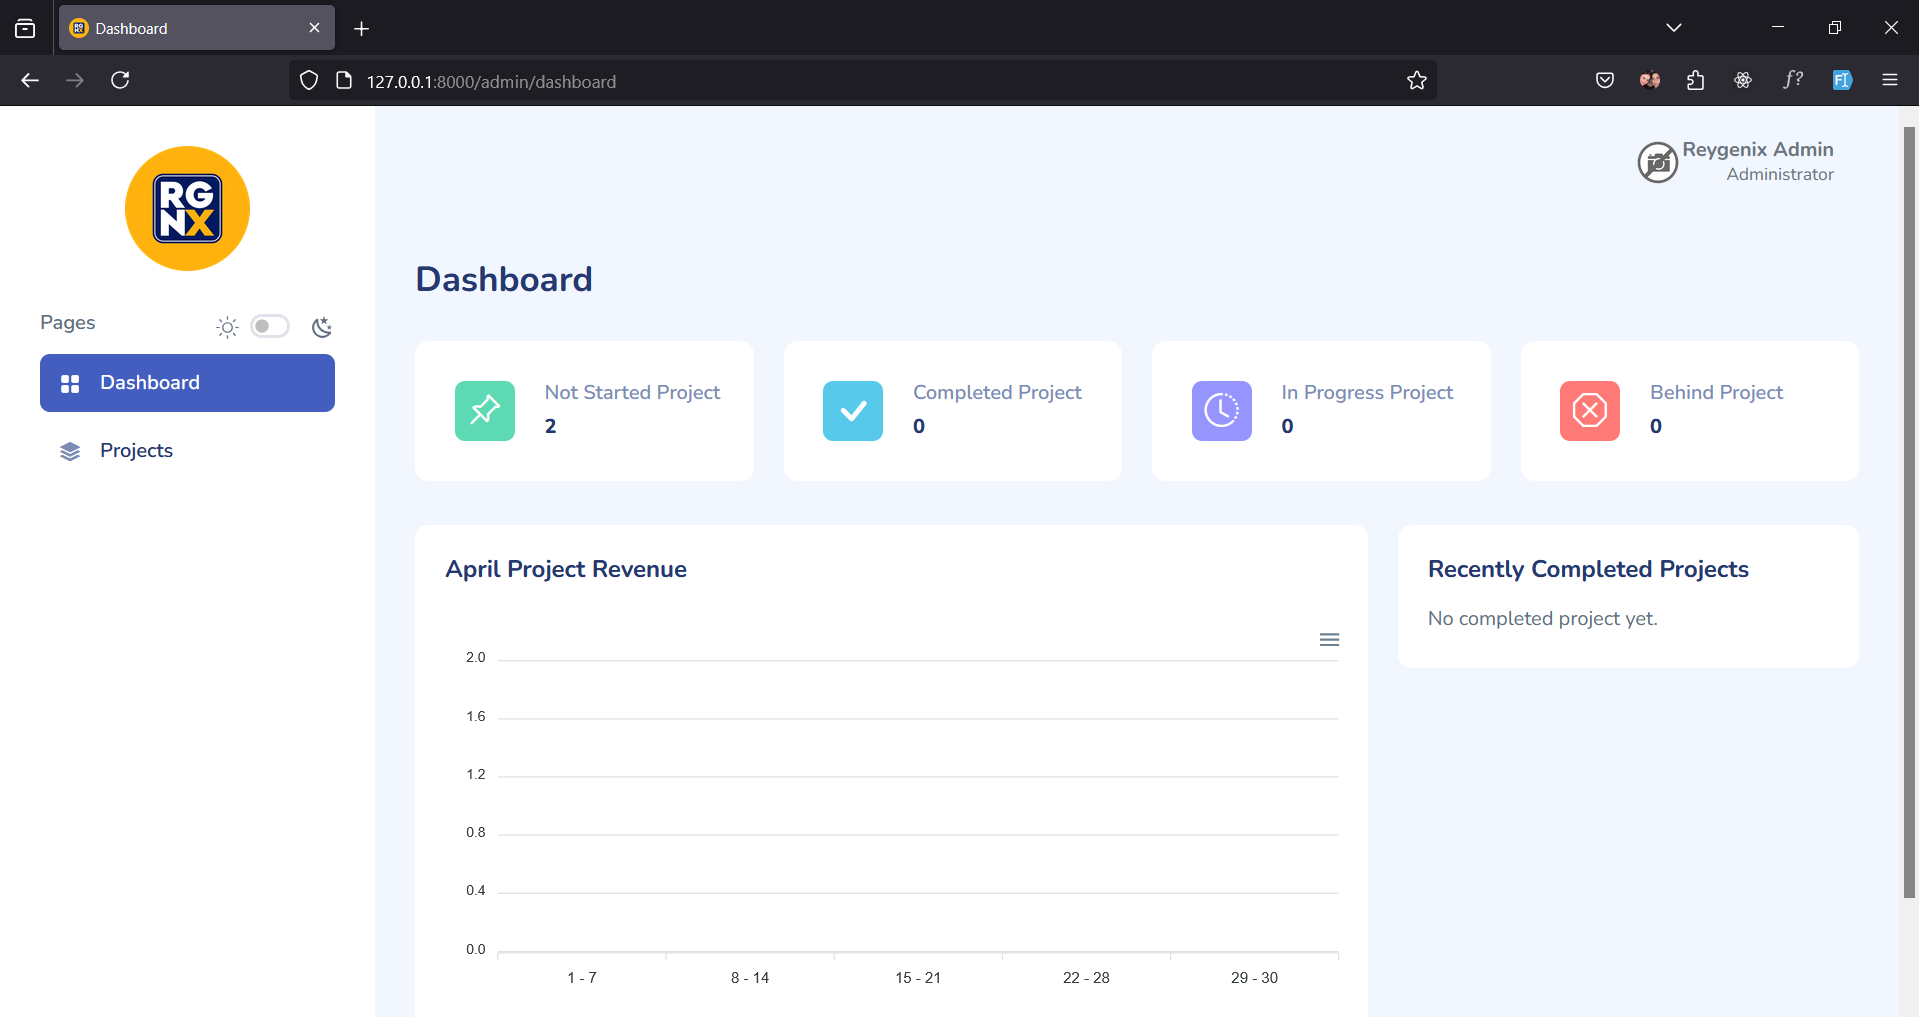 Dashboard
127.0.0.1:8000/admin/dashboard
RG
NX
Reygenix Admin
Administrator
Pages
Dashboard
Projects
Dashboard
Not Started Project
2
Completed Project
0
In Progress Project
0
Behind Project
0
April Project Revenue
2.0
1.6
1.2
0.8
0.4
0.0
1 - 7
8 - 14
15 - 21
22 - 28
29 - 30
Recently Completed Projects
No completed project yet.